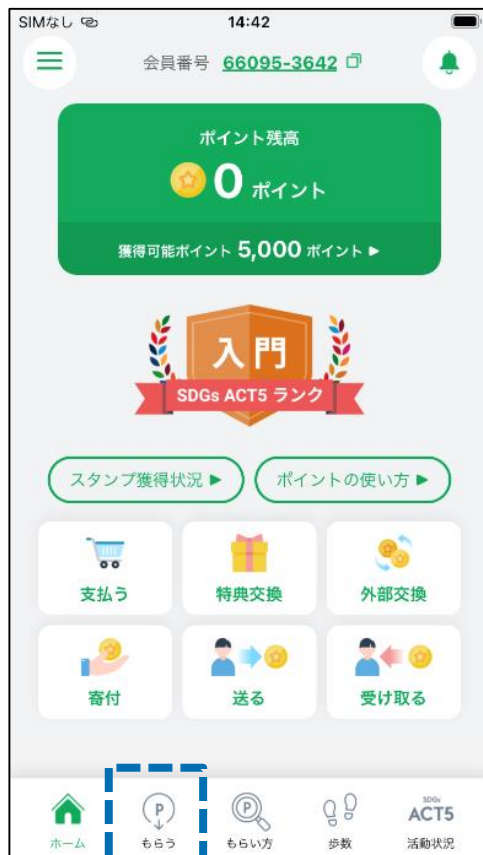 SIMなし 14:42
会員番号 66095-3642
ポイント残高
0 ポイント
獲得可能ポイント 5,000 ポイント ▶
入門
SDGs ACT5 ランク
スタンプ獲得状況 ▶ ポイントの使い方 ▶
支払う 特典交換 外部交換
寄付 送る 受け取る
P P SDGs ACT5
ホーム もらう もらい方 歩数 活動状況